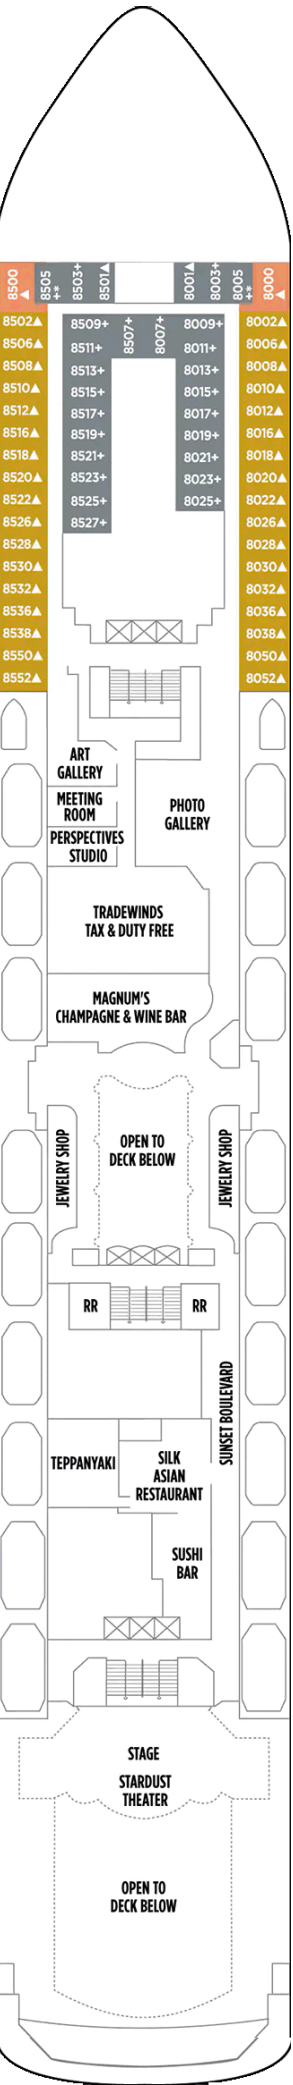 8500▲
8505+*
8503+
8501▲
8001▲
8003+
8005+*
8000▲
8502▲
8509+
8507+
8007+
8009+
8002▲
8506▲
8511+
8011+
8006▲
8508▲
8513+
8013+
8008▲
8510▲
8515+
8015+
8010▲
8512▲
8517+
8017+
8012▲
8516▲
8519+
8019+
8016▲
8518▲
8521+
8021+
8018▲
8520▲
8523+
8023+
8020▲
8522▲
8525+
8025+
8022▲
8526▲
8527+
8026▲
8528▲
8028▲
8530▲
8030▲
8532▲
8032▲
8536▲
8036▲
8538▲
8038▲
8550▲
8050▲
8552▲
8052▲
ART
GALLERY
MEETING
ROOM
PERSPECTIVES
STUDIO
PHOTO
GALLERY
TRADEWINDS
TAX & DUTY FREE
MAGNUM'S
CHAMPAGNE & WINE BAR
JEWELRY SHOP
OPEN TO
DECK BELOW
JEWELRY SHOP
RR
RR
SUNSET BOULEVARD
TEPPANYAKI
SILK
ASIAN
RESTAURANT
SUSHI
BAR
STAGE
STARDUST
THEATER
OPEN TO
DECK BELOW